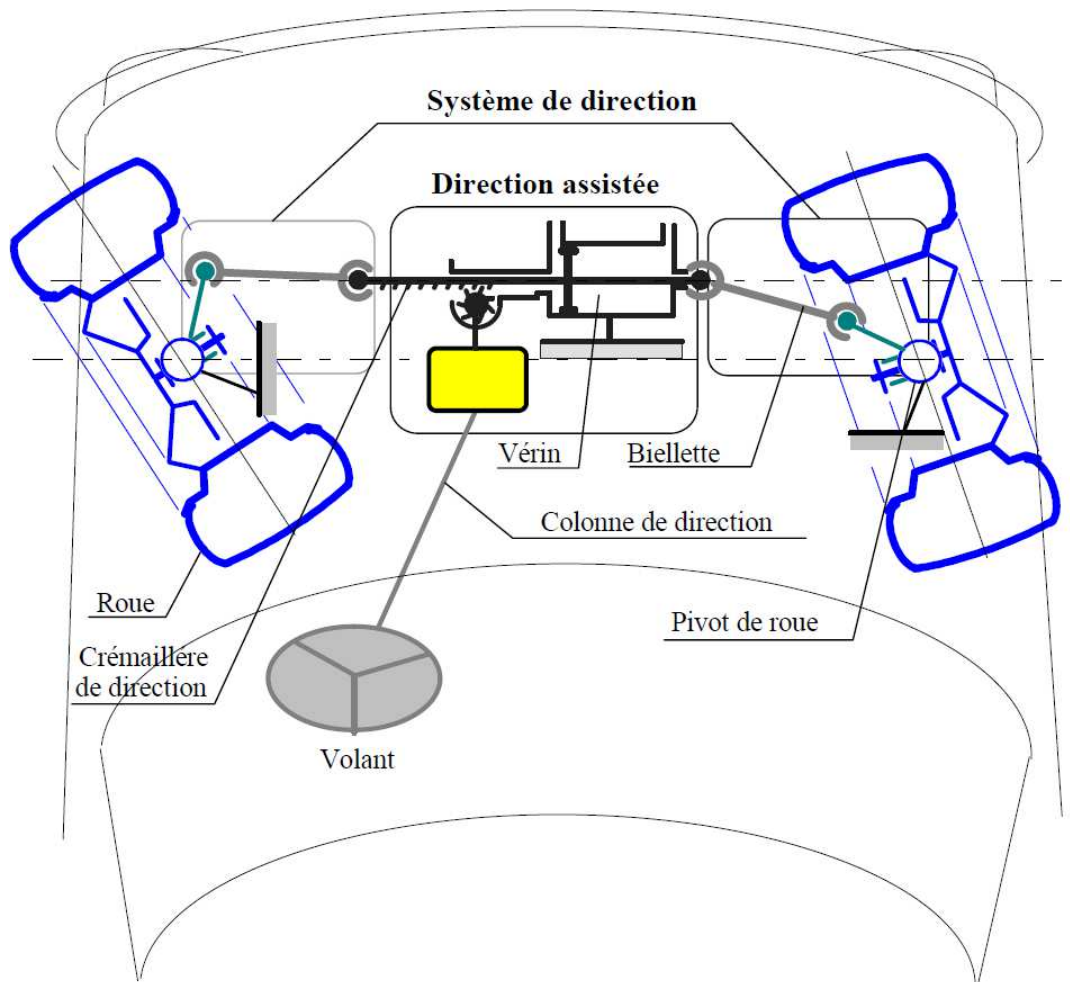 Système de direction
Direction assistée
Vérin
Biellette
Colonne de direction
Roue
Pivot de roue
Crémaillère
de direction
Volant